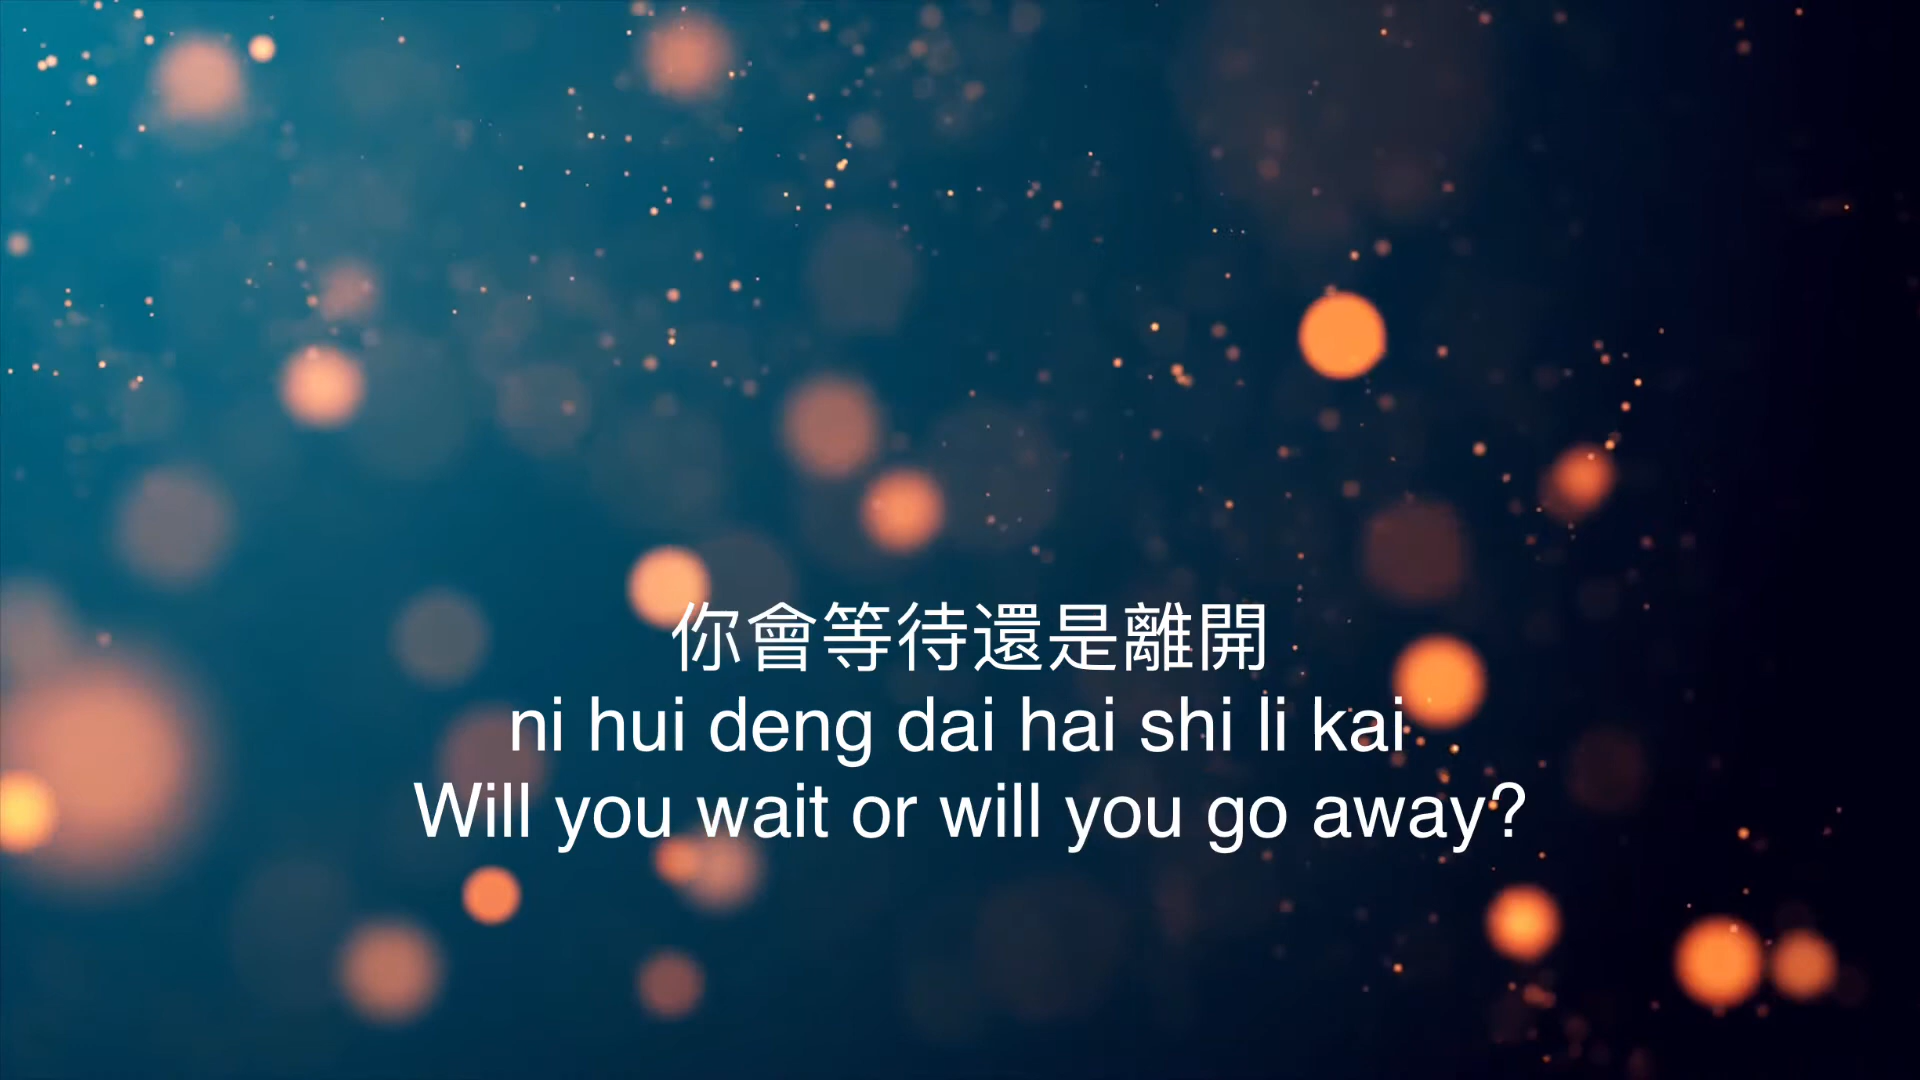 你會等待還是離開
ni hui deng dai hai shi li kai
Will you wait or will you go away?